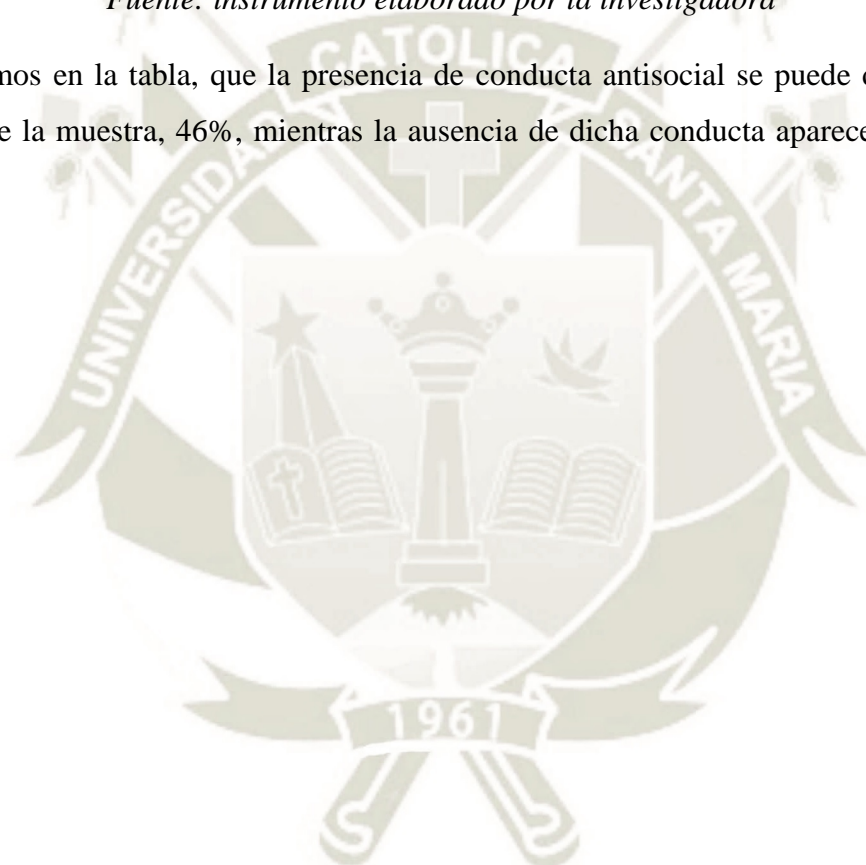 Fuente: instrumento elaborado por la investigadora
mos en la tabla, que la presencia de conducta antisocial se puede
e la muestra, 46%, mientras la ausencia de dicha conducta aparece
UNIVERSIDAD CATOLICA SANTA MARIA
1961